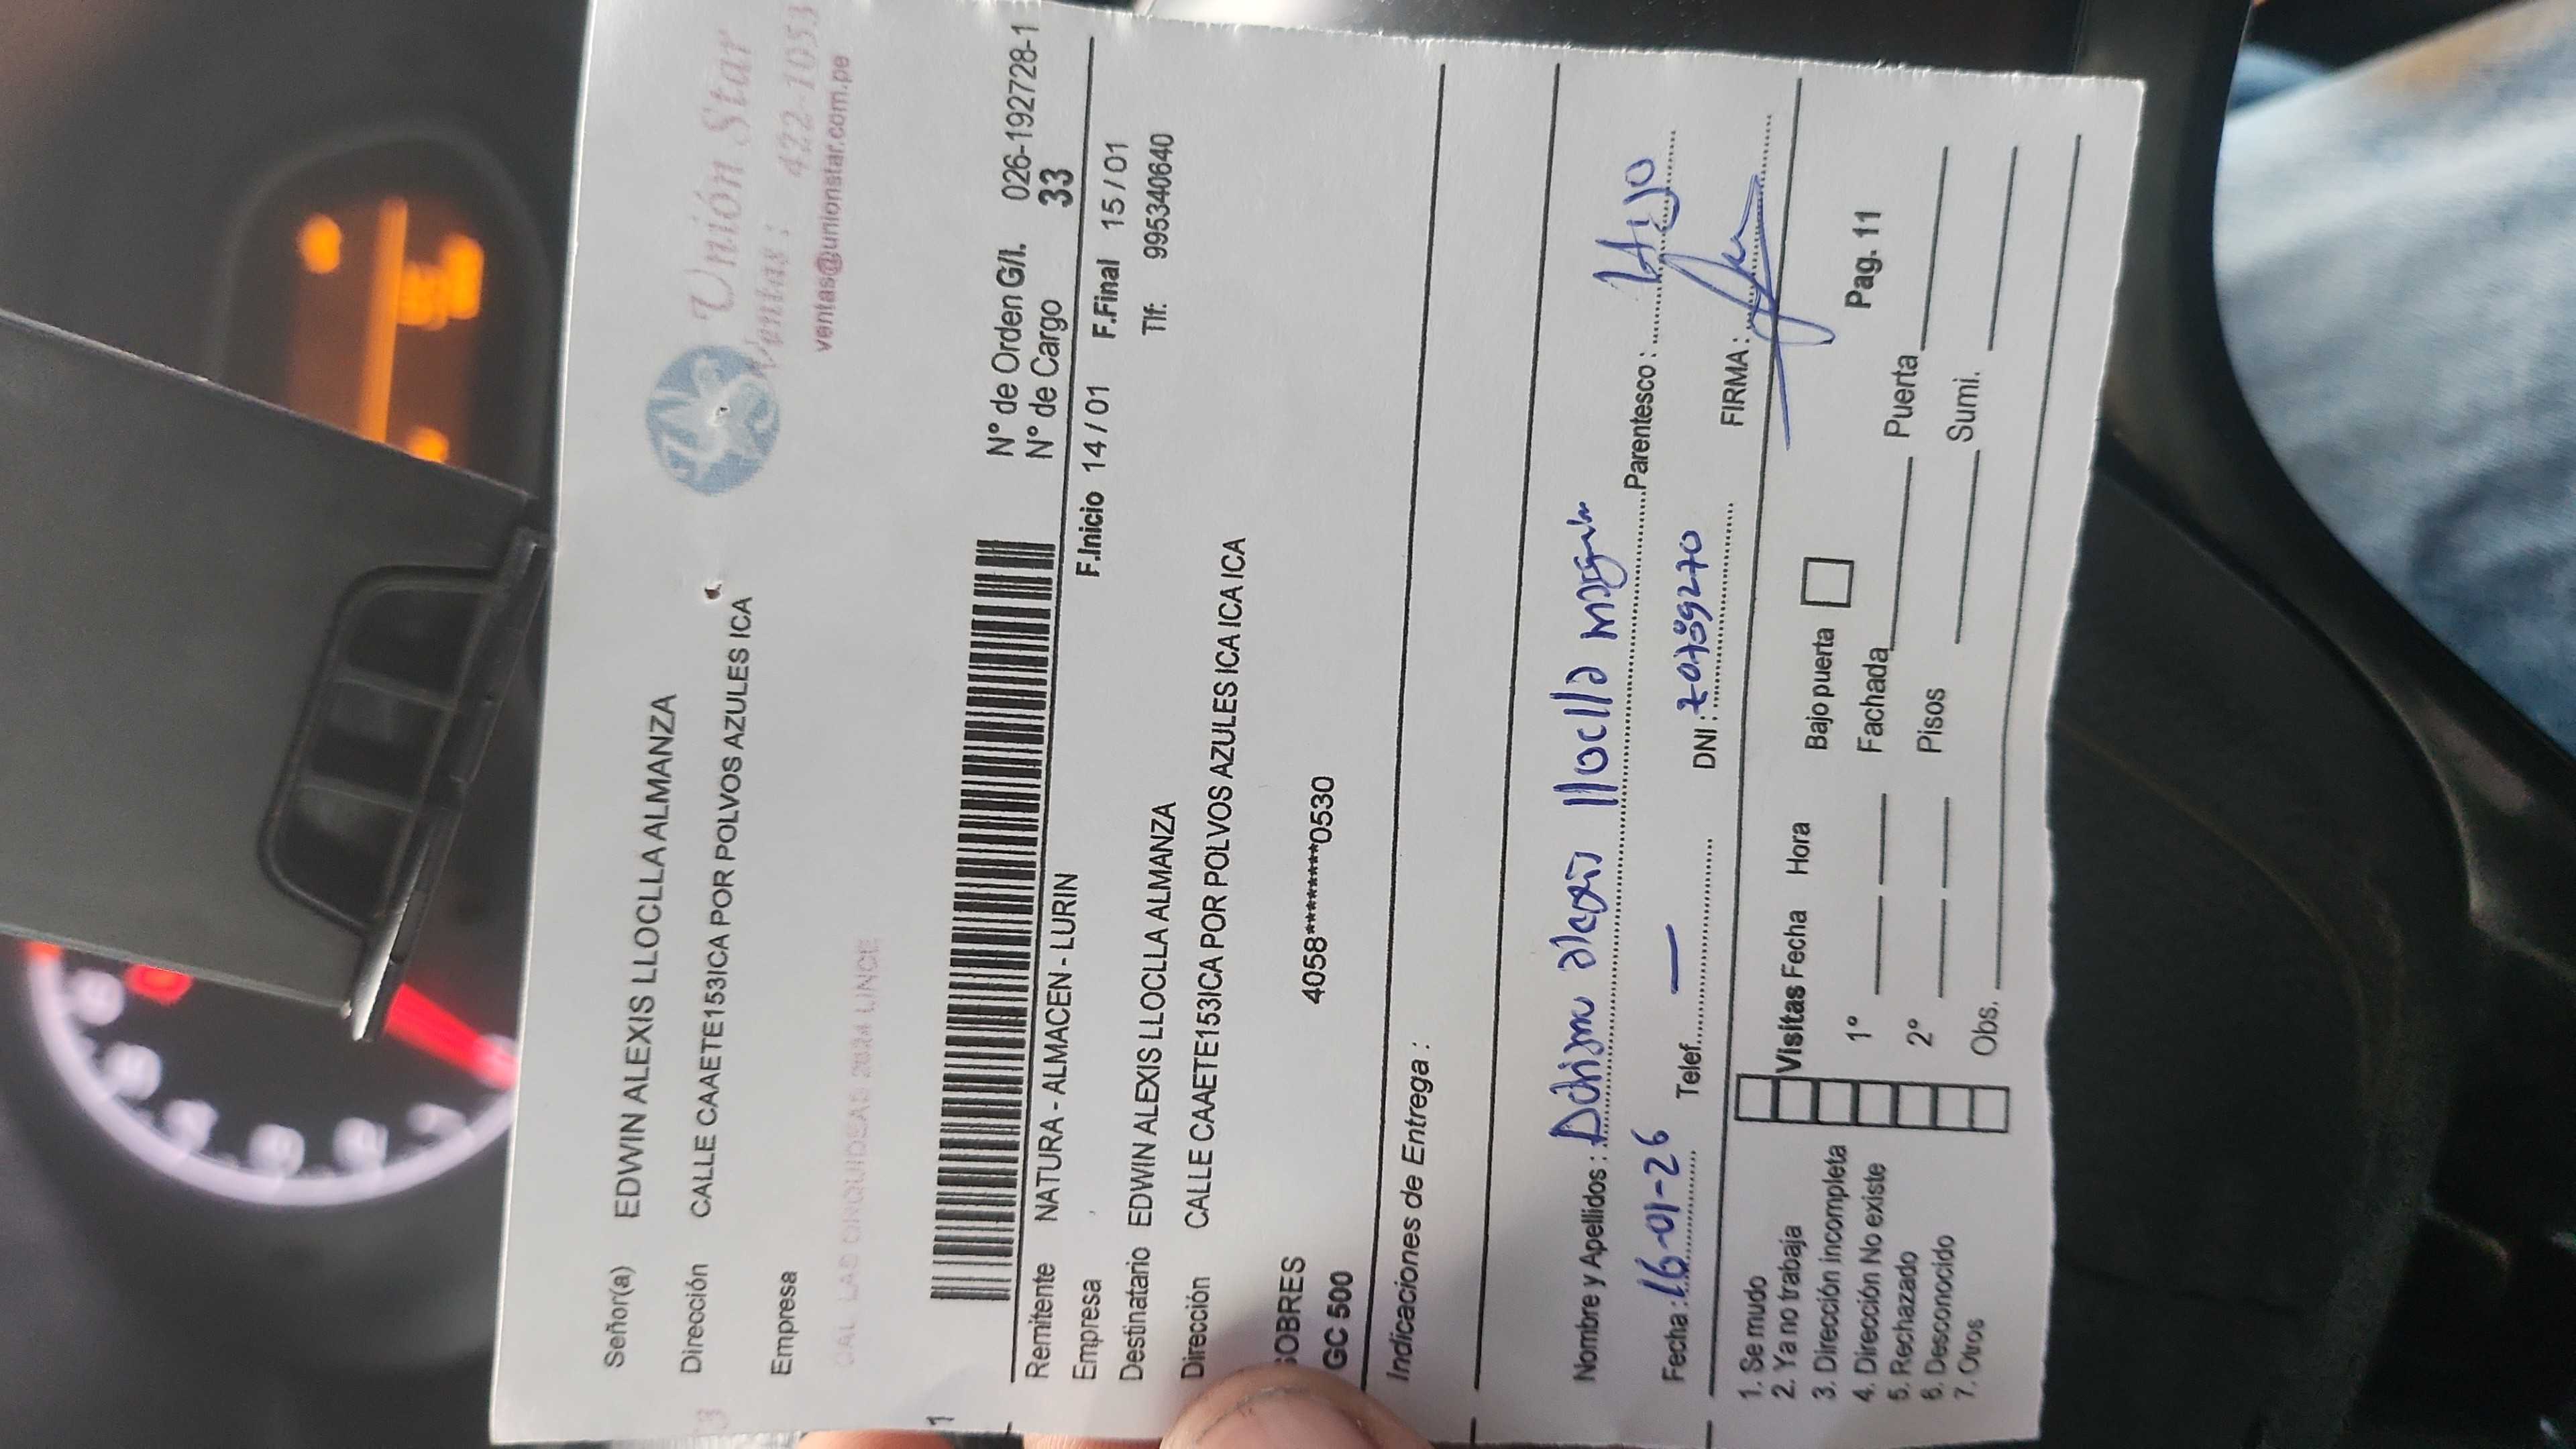 Señor(a) EDWIN ALEXIS LLOCLLA ALMANZA
Unión Star
Dirección CALLE CAAETE153ICA POR POLVOS AZULES ICA
Ventas: 422-1053
ventas@unionstar.com.pe
Empresa
1
N° de Orden G/I. 026-192728-1
N° de Cargo 33
Remitente NATURA - ALMACEN - LURIN
F.Inicio 14 / 01 F.Final 15 / 01
Empresa
Destinatario EDWIN ALEXIS LLOCLLA ALMANZA
Tlf: 995340640
Dirección CALLE CAAETE153ICA POR POLVOS AZULES ICA ICA ICA
SOBRES
GC 500 4058********0530
Indicaciones de Entrega :
Nombre y Apellidos : lloclla Parentesco :
Fecha : 16-01-26 Telef. — DNI : FIRMA :
1. Se mudo
2. Ya no trabaja
3. Dirección incompleta
4. Dirección No existe
5. Rechazado
6. Desconocido
7. Otros
Visitas Fecha Hora Bajo puerta Pag. 11
1° Fachada Puerta
2° Pisos Sumi.
Obs.